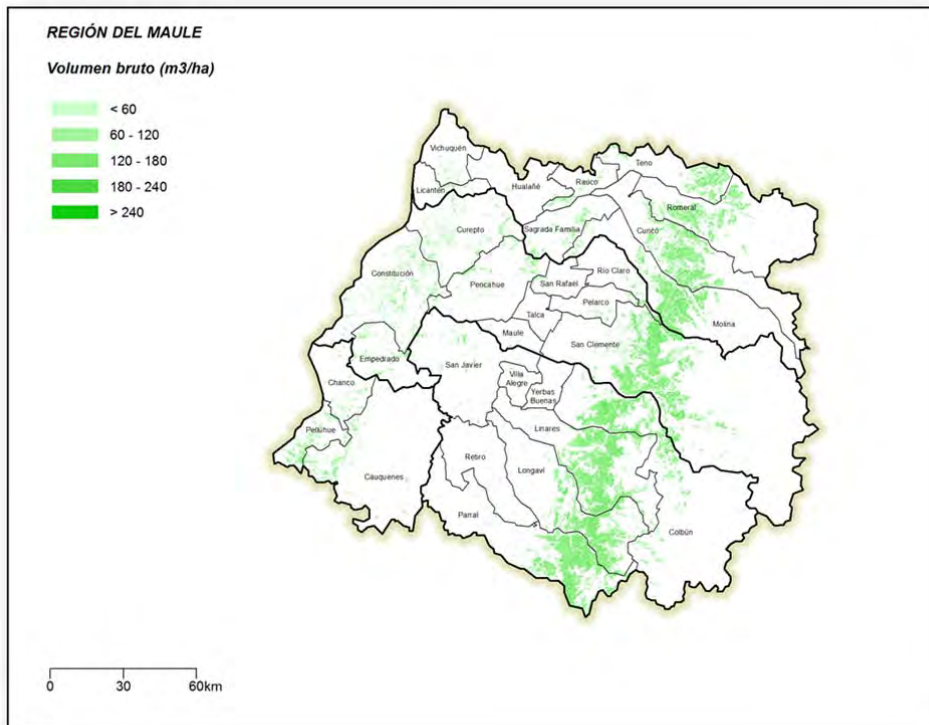 REGIÓN DEL MAULE
Volumen bruto (m3/ha)
< 60
60 - 120
120 - 180
180 - 240
> 240
Vichuquén
Teno
Licantén
Hualañé
Rauco
Romeral
Curepto
Sagrada Familia
Curicó
Constitución
Pencahue
San Rafael
Río Claro
Pelarco
Talca
Molina
Maule
San Clemente
Empedrado
San Javier
Villa
Alegre
Yerbas
Buenas
Chanco
Pelluhue
Linares
Retiro
Longaví
Cauquenes
Parral
Colbún
0 30 60km